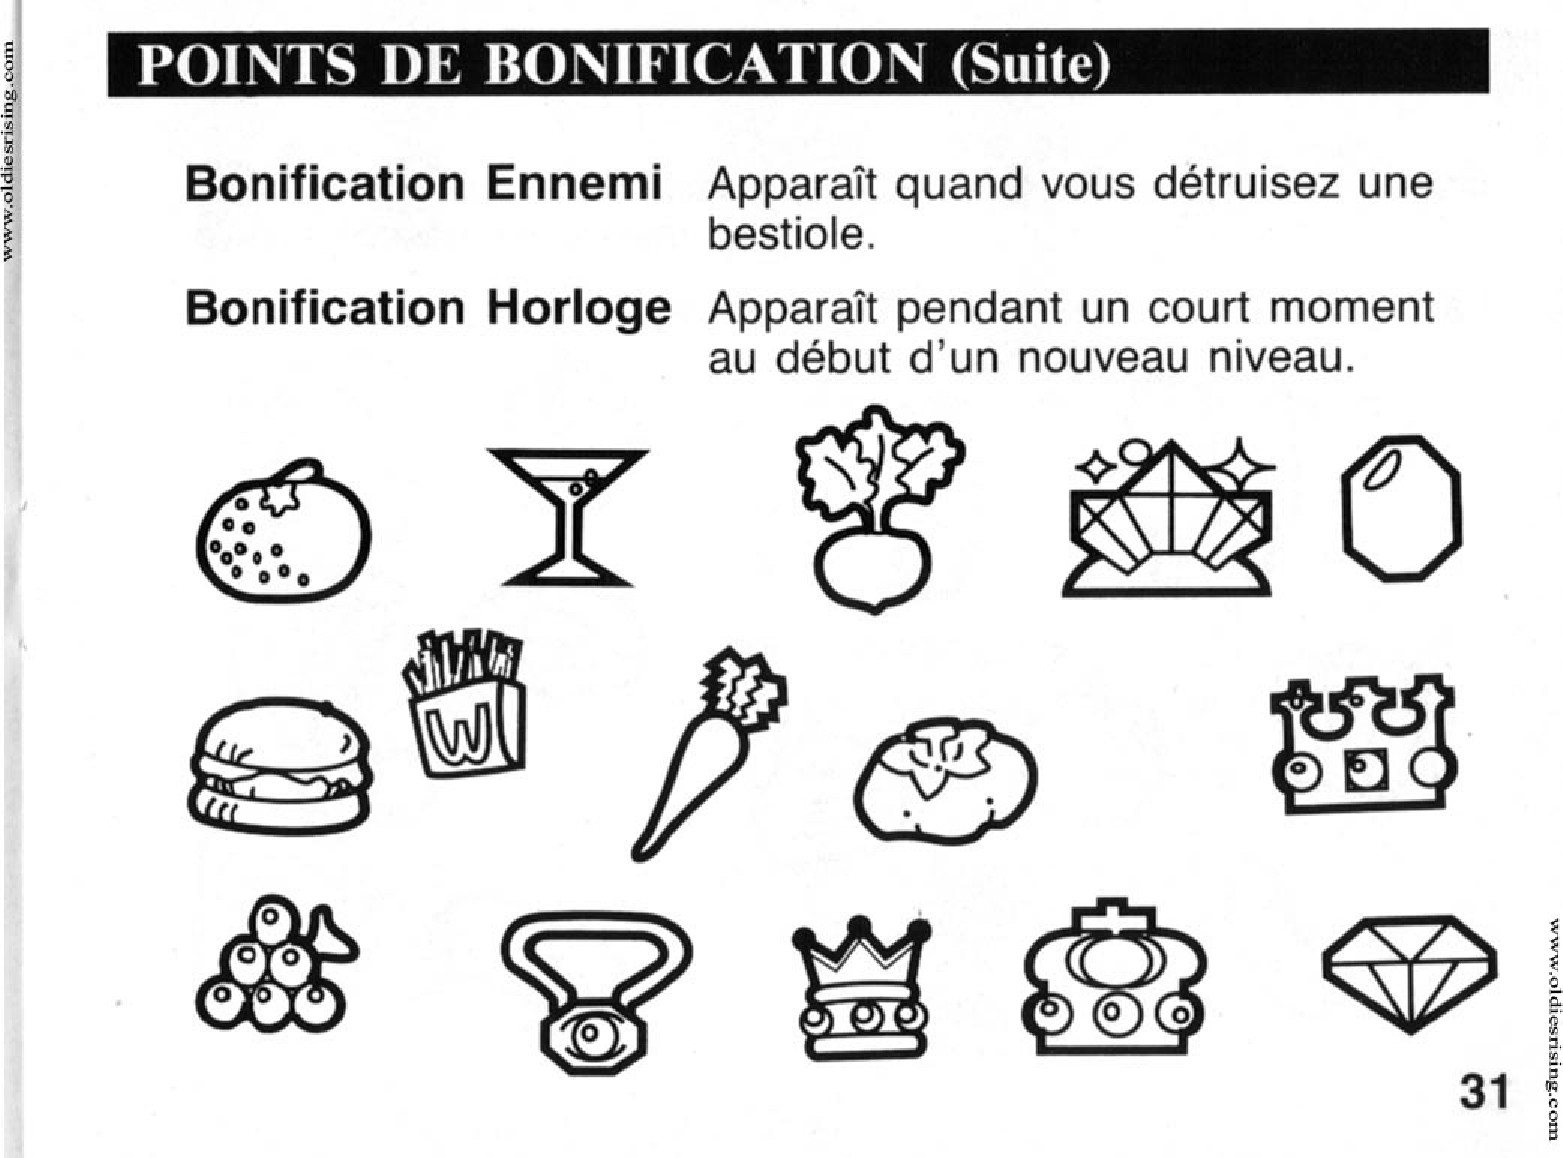 POINTS DE BONIFICATION (Suite)
Bonification Ennemi Apparaît quand vous détruisez une
bestiole.
Bonification Horloge Apparaît pendant un court moment
au début d'un nouveau niveau.
W
31
www.oldiesrising.com
www.oldiesrising.com